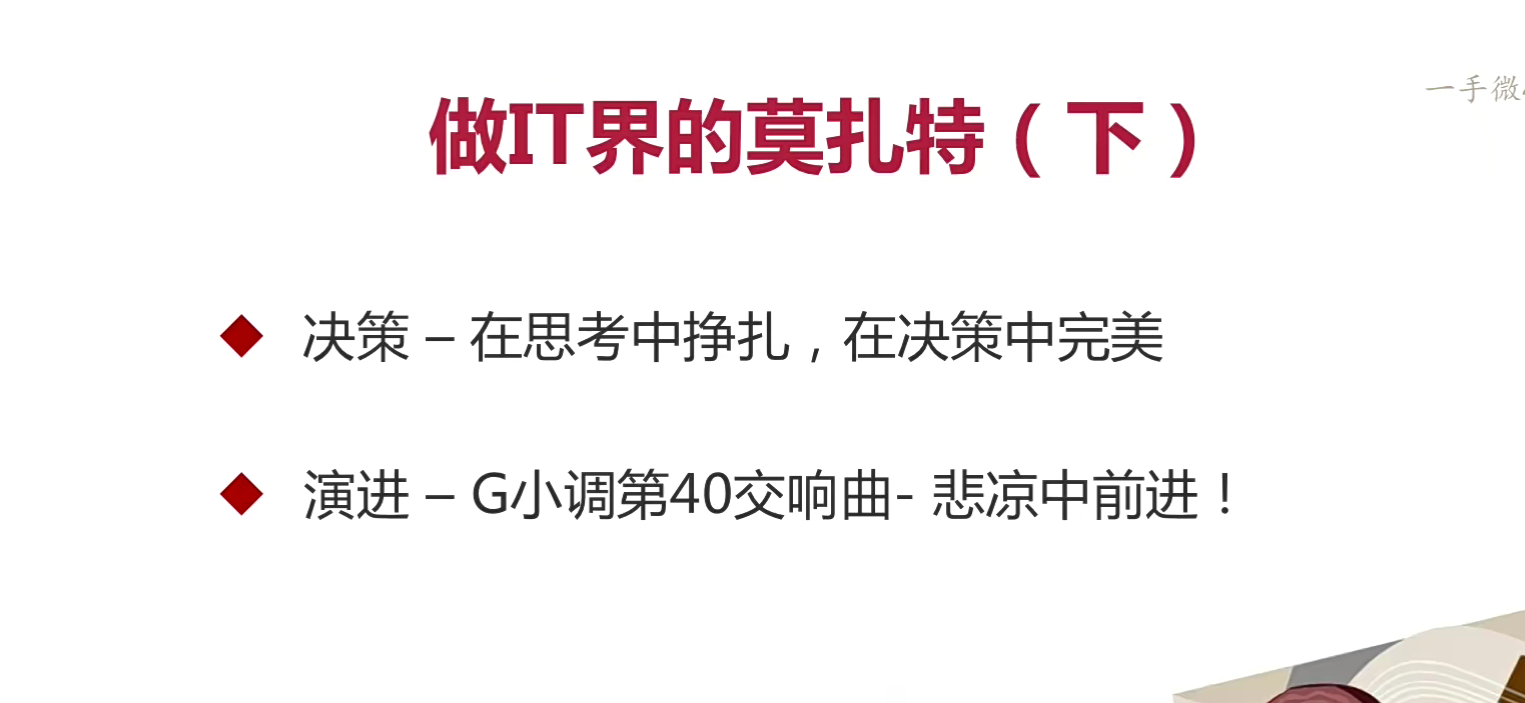 一手微
做IT界的莫扎特（下）
决策 – 在思考中挣扎，在决策中完美
演进 – G小调第40交响曲- 悲凉中前进！